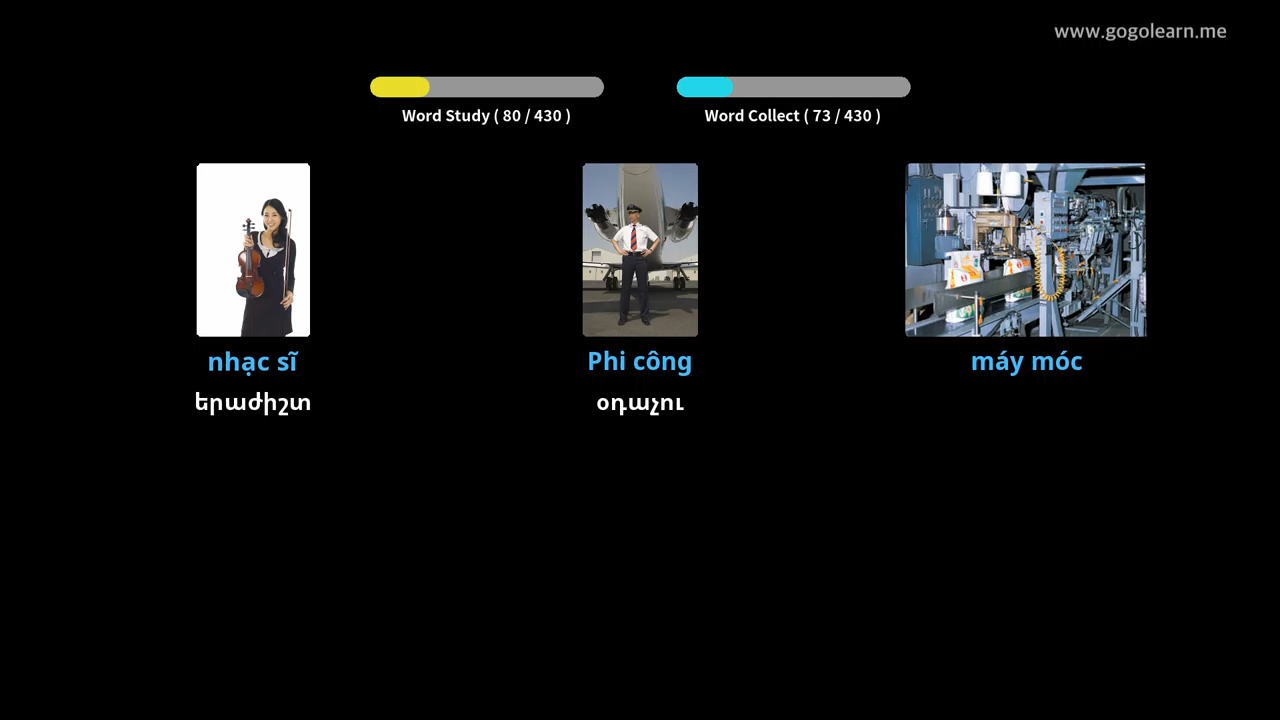 www.gogolearn.me
Word Study ( 80 / 430 )
Word Collect ( 73 / 430 )
nhạc sĩ
Phi công
máy móc
երաժիշտ
օդաչու